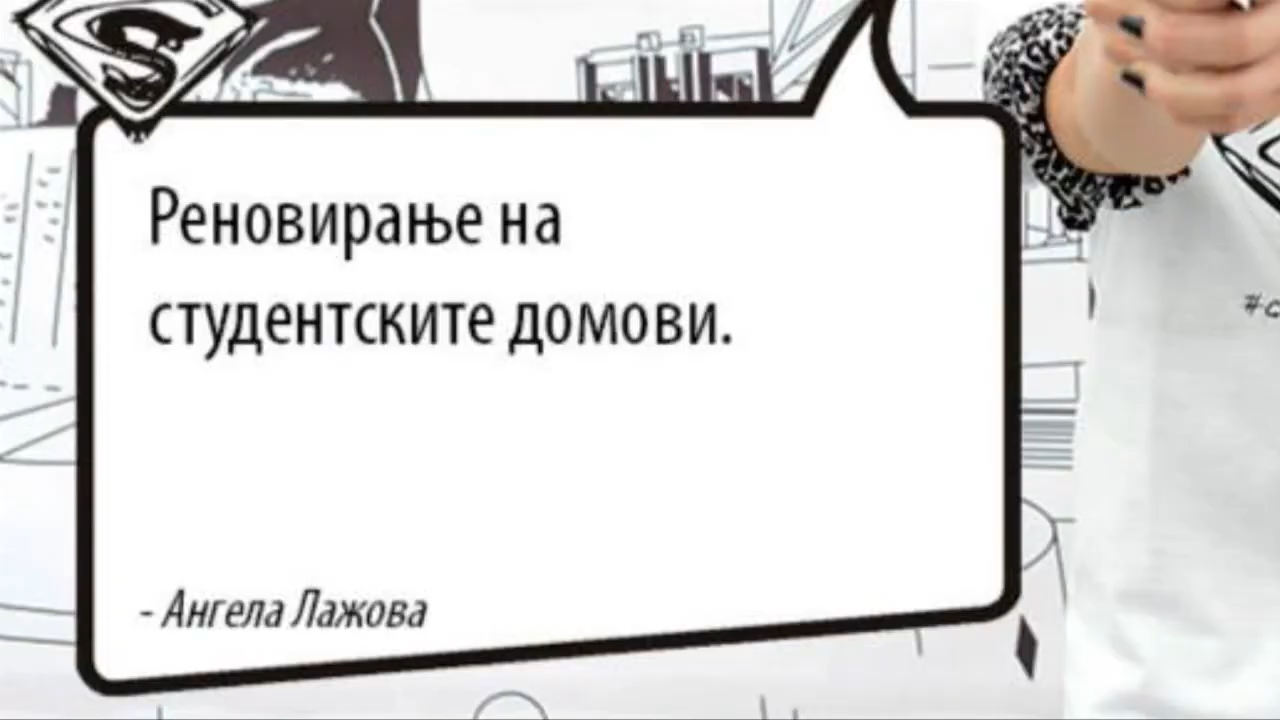 Реновирање на
студентските домови.
- Ангела Лажова